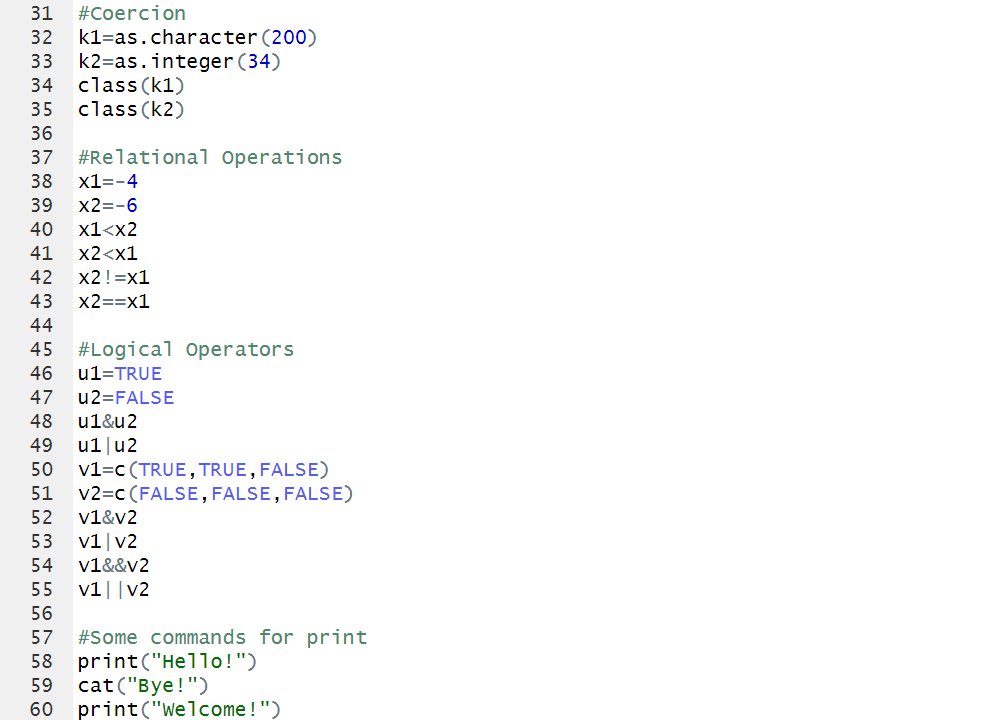 31 #Coercion
32 k1=as.character(200)
33 k2=as.integer(34)
34 class(k1)
35 class(k2)
36
37 #Relational Operations
38 x1=-4
39 x2=-6
40 x1<x2
41 x2<x1
42 x2!=x1
43 x2==x1
44
45 #Logical Operators
46 u1=TRUE
47 u2=FALSE
48 u1&u2
49 u1|u2
50 v1=c(TRUE,TRUE,FALSE)
51 v2=c(FALSE,FALSE,FALSE)
52 v1&v2
53 v1|v2
54 v1&&v2
55 v1||v2
56
57 #Some commands for print
58 print("Hello!")
59 cat("Bye!")
60 print("Welcome!")